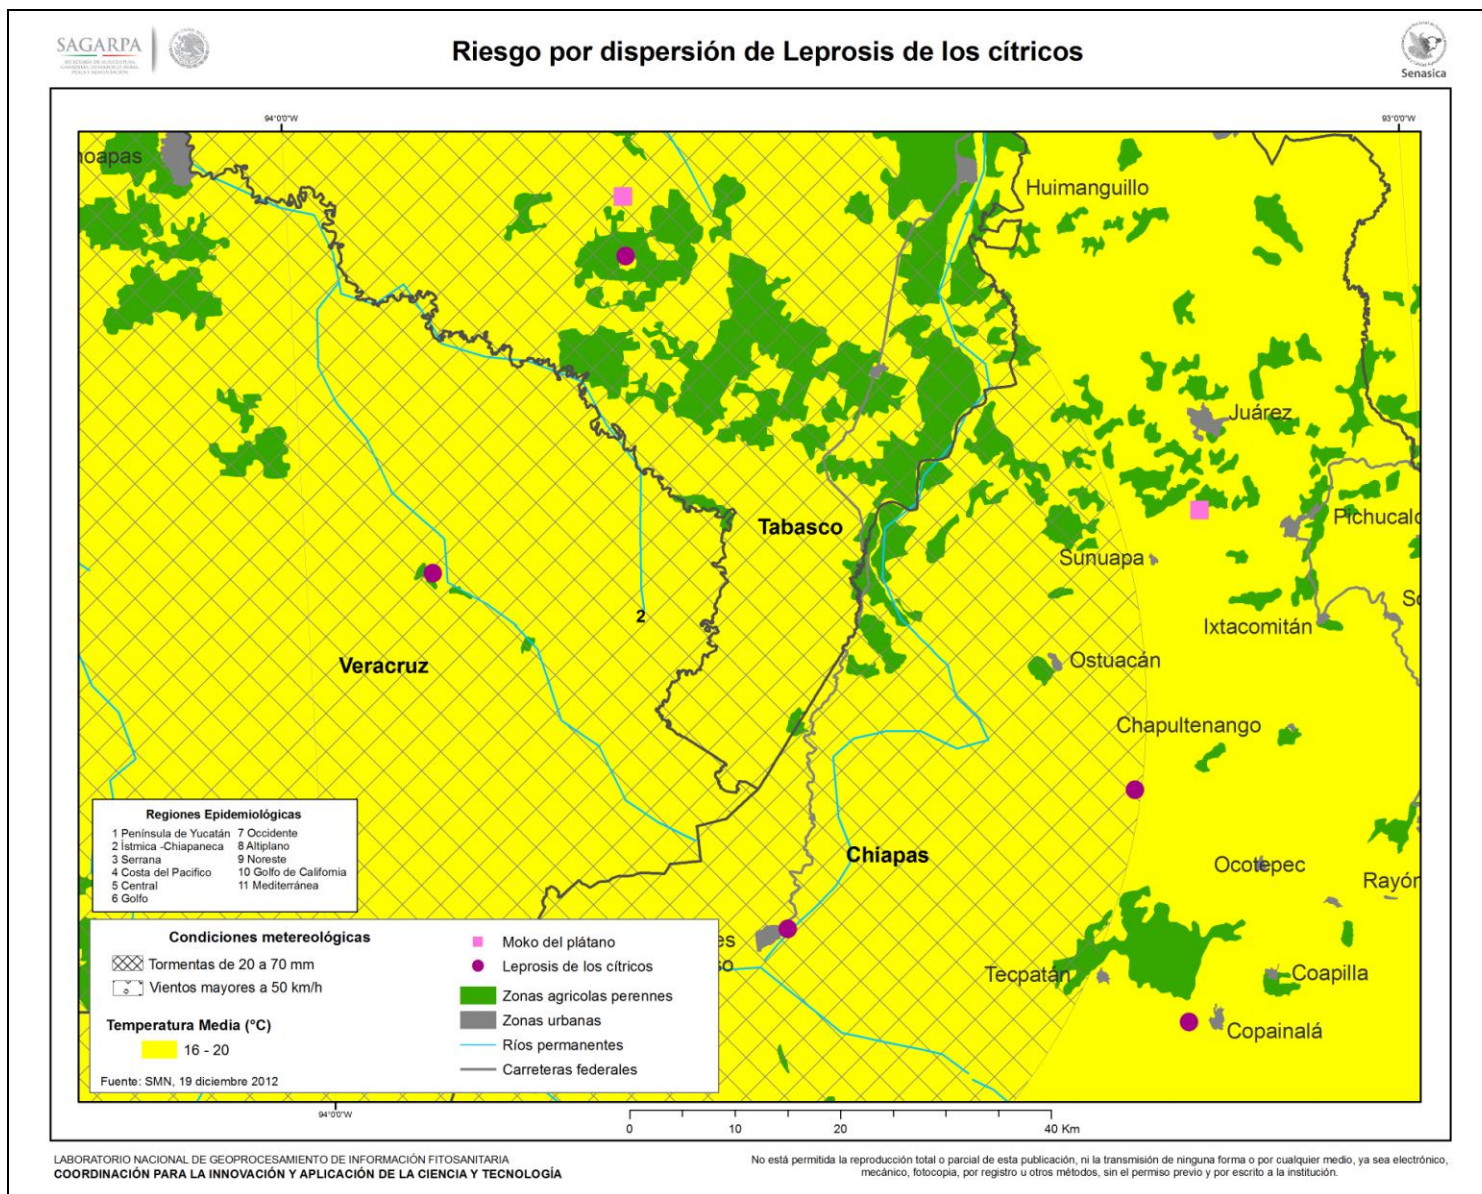 SAGARPA
Riesgo por dispersión de Leprosis de los cítricos
Senasica
94°0'0"W
93°0'0"W
hoapas
Huimanguillo
Juárez
Pichucalc
Tabasco
Sunuapa
So
Ixtacomitán
2
Veracruz
Ostuacán
Chapultenango
Chiapas
Ocotepec
Rayón
es
so
Tecpatán
Coapilla
Copainalá
Regiones Epidemiológicas
1 Península de Yucatán 7 Occidente
2 Ístmica -Chiapaneca 8 Altiplano
3 Serrana 9 Noreste
4 Costa del Pacifico 10 Golfo de California
5 Central 11 Mediterránea
6 Golfo
Condiciones metereológicas
Tormentas de 20 a 70 mm
Vientos mayores a 50 km/h
Temperatura Media (°C)
16 - 20
Fuente: SMN, 19 diciembre 2012
Moko del plátano
Leprosis de los cítricos
Zonas agricolas perennes
Zonas urbanas
Ríos permanentes
Carreteras federales
94°0'0"W
0 10 20 40 Km
LABORATORIO NACIONAL DE GEOPROCESAMIENTO DE INFORMACIÓN FITOSANITARIA
COORDINACIÓN PARA LA INNOVACIÓN Y APLICACIÓN DE LA CIENCIA Y TECNOLOGÍA
No está permitida la reproducción total o parcial de esta publicación, ni la transmisión de ninguna forma o por cualquier medio, ya sea electrónico,
mecánico, fotocopia, por registro u otros métodos, sin el permiso previo y por escrito a la institución.